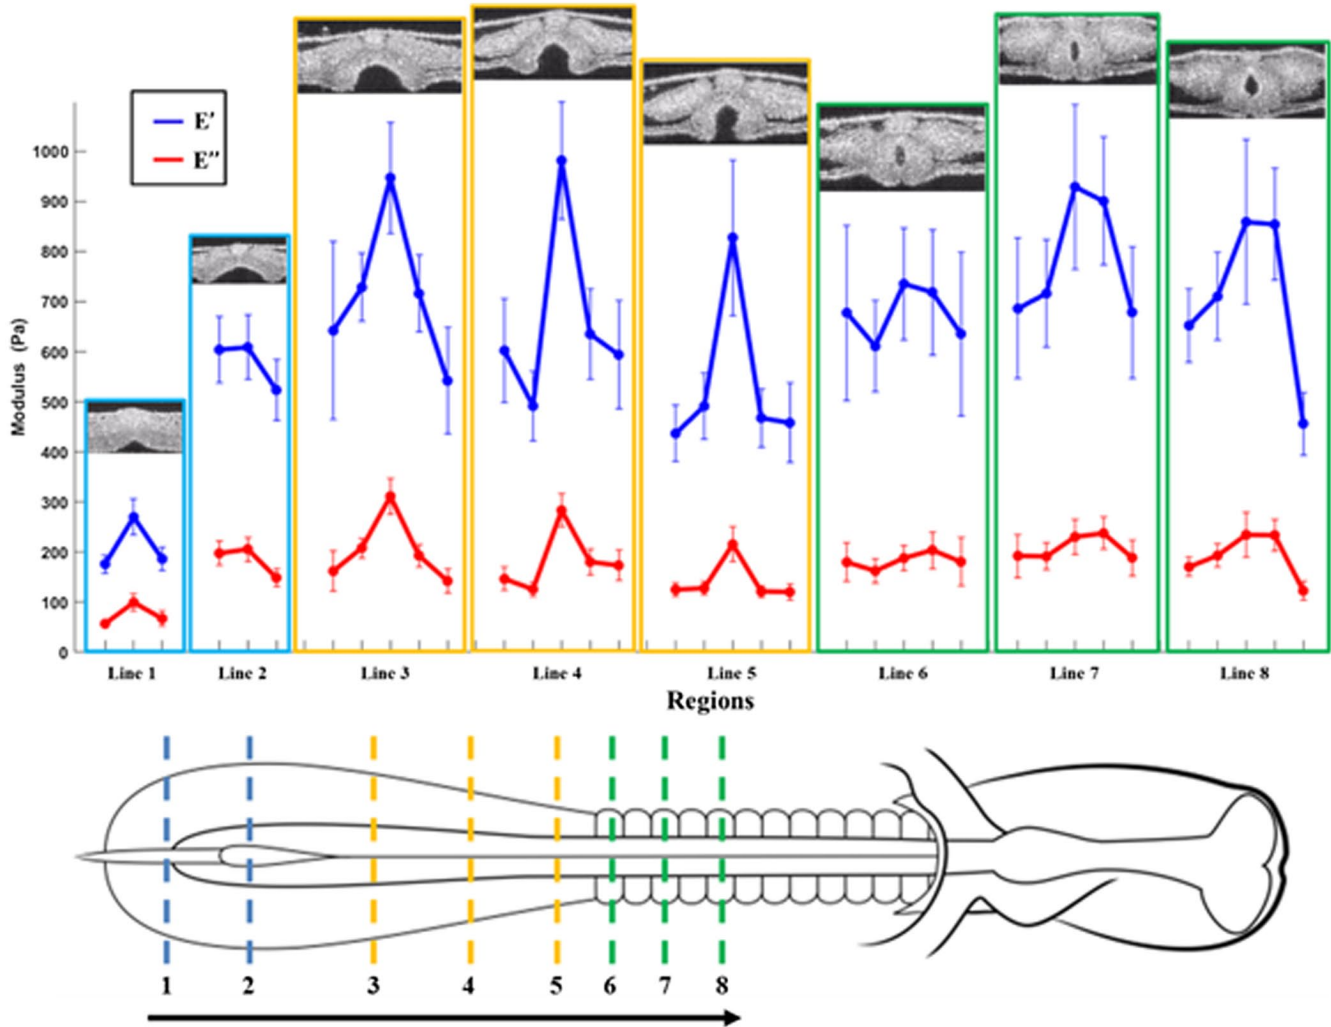 E′
E″
1000
900
800
700
600
500
400
300
200
100
0
Modulus (Pa)
Line 1
Line 2
Line 3
Line 4
Line 5
Line 6
Line 7
Line 8
Regions
1
2
3
4
5
6
7
8